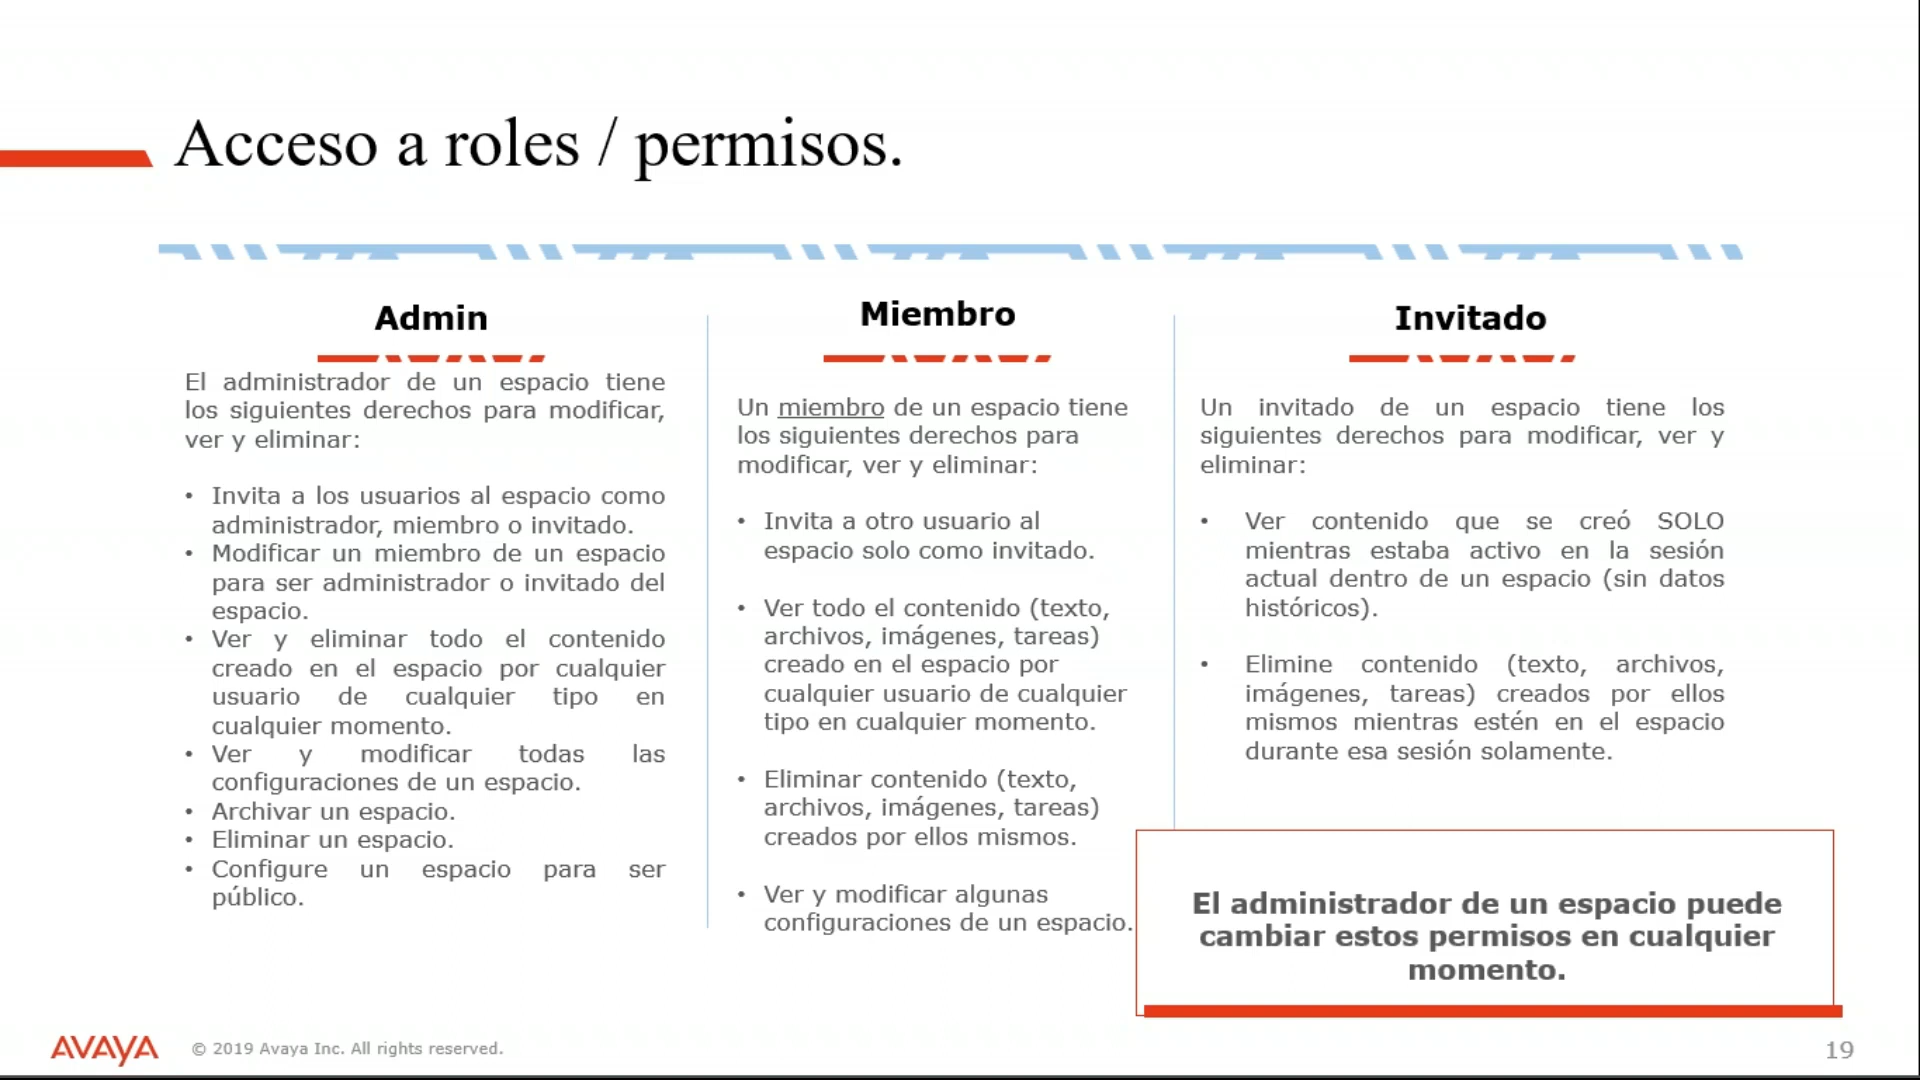 Acceso a roles / permisos.
Admin
El administrador de un espacio tiene
los siguientes derechos para modificar,
ver y eliminar:
• Invita a los usuarios al espacio como
administrador, miembro o invitado.
• Modificar un miembro de un espacio
para ser administrador o invitado del
espacio.
• Ver y eliminar todo el contenido
creado en el espacio por cualquier
usuario de cualquier tipo en
cualquier momento.
• Ver y modificar todas las
configuraciones de un espacio.
• Archivar un espacio.
• Eliminar un espacio.
• Configure un espacio para ser
público.
Miembro
Un miembro de un espacio tiene
los siguientes derechos para
modificar, ver y eliminar:
• Invita a otro usuario al
espacio solo como invitado.
• Ver todo el contenido (texto,
archivos, imágenes, tareas)
creado en el espacio por
cualquier usuario de cualquier
tipo en cualquier momento.
• Eliminar contenido (texto,
archivos, imágenes, tareas)
creados por ellos mismos.
• Ver y modificar algunas
configuraciones de un espacio.
Invitado
Un invitado de un espacio tiene los
siguientes derechos para modificar, ver y
eliminar:
• Ver contenido que se creó SOLO
mientras estaba activo en la sesión
actual dentro de un espacio (sin datos
históricos).
• Elimine contenido (texto, archivos,
imágenes, tareas) creados por ellos
mismos mientras estén en el espacio
durante esa sesión solamente.
El administrador de un espacio puede
cambiar estos permisos en cualquier
momento.
AVAYA
© 2019 Avaya Inc. All rights reserved.
19